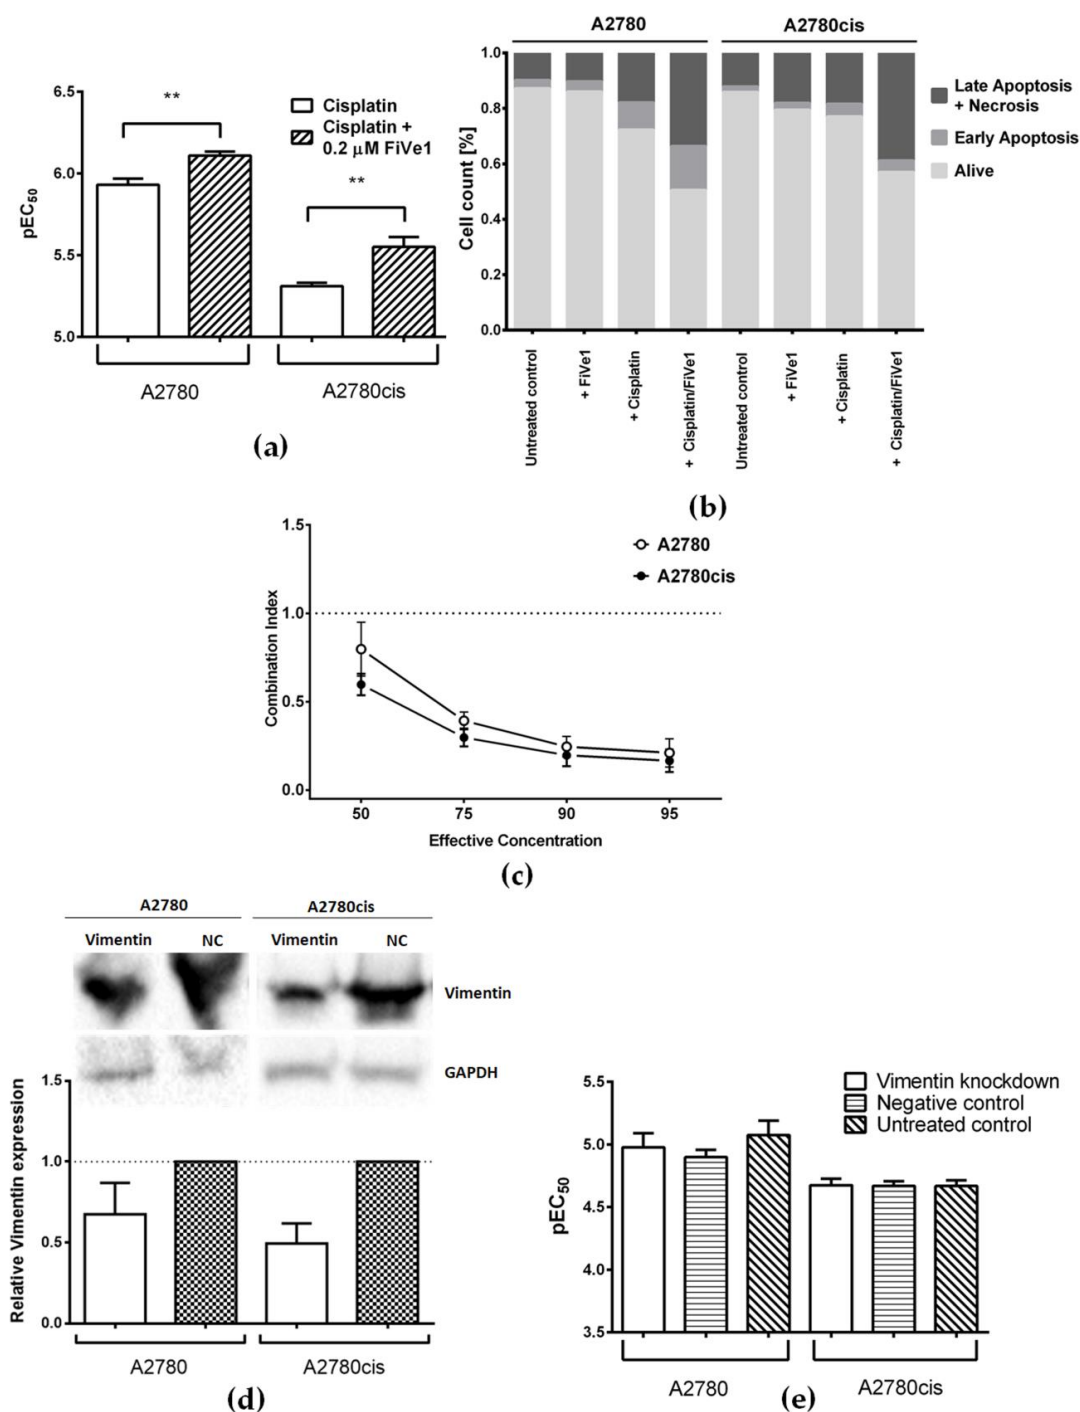 6.5
6.0
5.5
5.0
pEC50
**
**
Cisplatin
Cisplatin +
0.2 μM FiVe1
A2780
A2780cis
(a)
A2780
A2780cis
1.0
0.8
0.6
0.4
0.2
0.0
Cell count [%]
Late Apoptosis
+ Necrosis
Early Apoptosis
Alive
Untreated control
+ FiVe1
+ Cisplatin
+ Cisplatin/FiVe1
Untreated control
+ FiVe1
+ Cisplatin
+ Cisplatin/FiVe1
(b)
1.5
1.0
0.5
0.0
Combination Index
A2780
A2780cis
50 75 90 95
Effective Concentration
(c)
A2780
A2780cis
Vimentin NC
Vimentin NC
Vimentin
GAPDH
1.5
1.0
0.5
0.0
Relative Vimentin expression
A2780
A2780cis
(d)
5.5
5.0
4.5
4.0
3.5
pEC50
Vimentin knockdown
Negative control
Untreated control
A2780
A2780cis
(e)